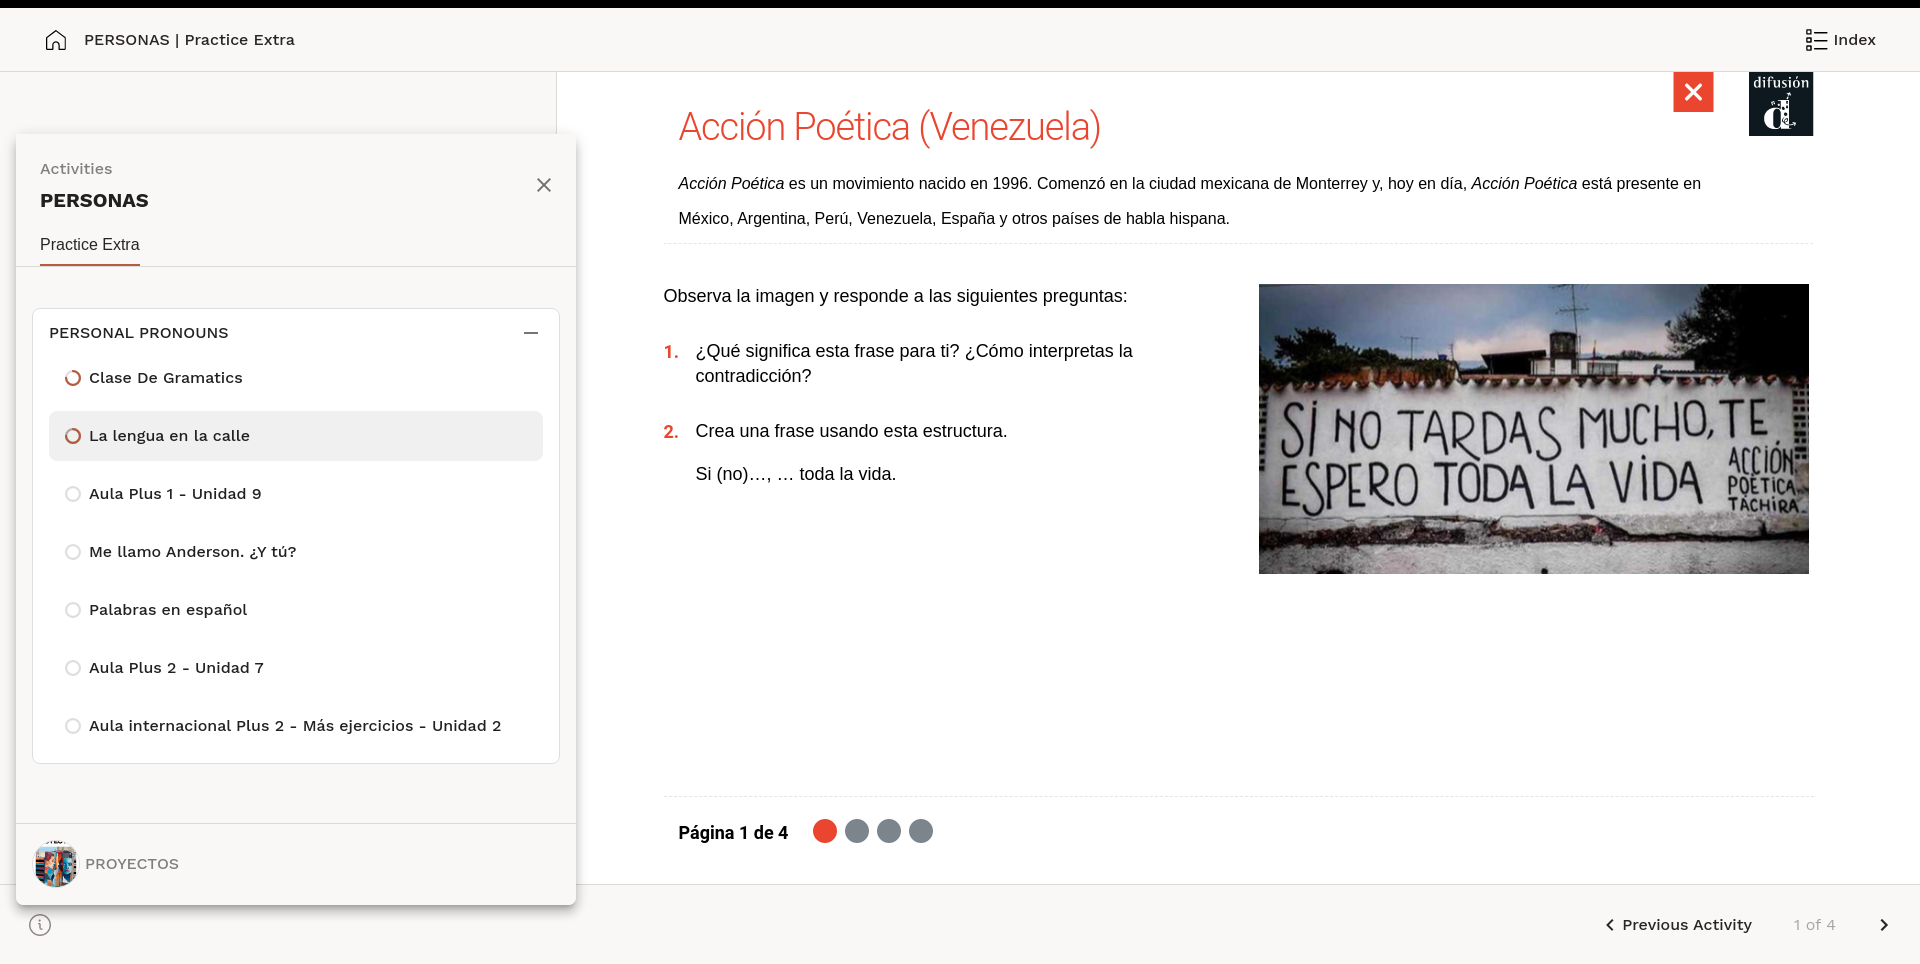 PERSONAS | Practice Extra
Index
Activities
PERSONAS
Practice Extra
PERSONAL PRONOUNS
Clase De Gramatics
La lengua en la calle
Aula Plus 1 - Unidad 9
Me llamo Anderson. ¿Y tú?
Palabras en español
Aula Plus 2 - Unidad 7
Aula internacional Plus 2 - Más ejercicios - Unidad 2
PROYECTOS
difusión
d
Acción Poética (Venezuela)
Acción Poética es un movimiento nacido en 1996. Comenzó en la ciudad mexicana de Monterrey y, hoy en día, Acción Poética está presente en
México, Argentina, Perú, Venezuela, España y otros países de habla hispana.
Observa la imagen y responde a las siguientes preguntas:
1. ¿Qué significa esta frase para ti? ¿Cómo interpretas la
contradicción?
2. Crea una frase usando esta estructura.
Si (no)…, … toda la vida.
SI NO TARDAS MUCHO, TE
ESPERO TODA LA VIDA
ACCIÓN
POÉTICA
TÁCHIRA
Página 1 de 4
Previous Activity
1 of 4